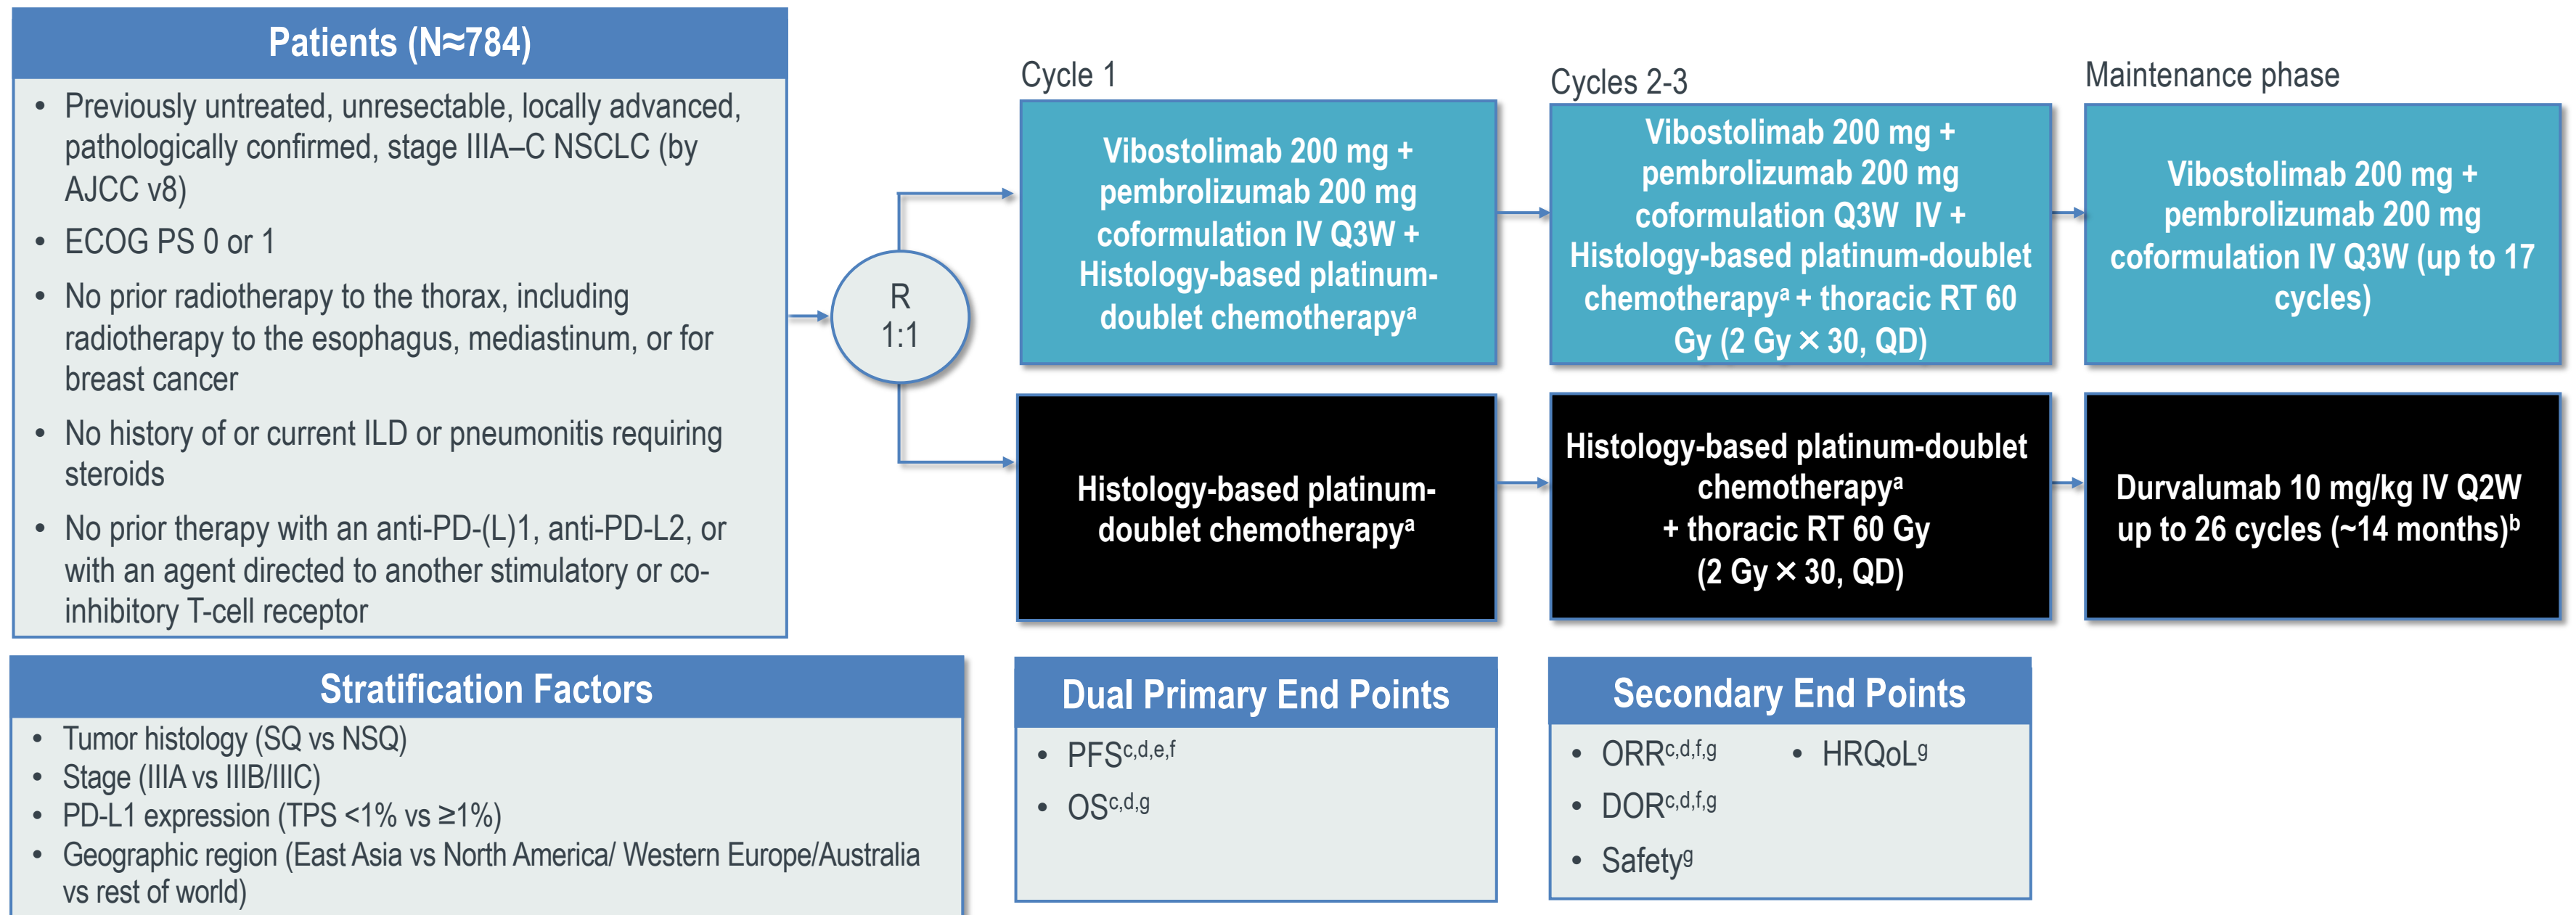 Patients (N≈784)
• Previously untreated, unresectable, locally advanced,
pathologically confirmed, stage IIIA–C NSCLC (by
AJCC v8)
• ECOG PS 0 or 1
• No prior radiotherapy to the thorax, including
radiotherapy to the esophagus, mediastinum, or for
breast cancer
• No history of or current ILD or pneumonitis requiring
steroids
• No prior therapy with an anti-PD-(L)1, anti-PD-L2, or
with an agent directed to another stimulatory or co-
inhibitory T-cell receptor
R
1:1
Cycle 1
Vibostolimab 200 mg +
pembrolizumab 200 mg
coformulation IV Q3W +
Histology-based platinum-
doublet chemotherapyᵃ
Cycles 2-3
Vibostolimab 200 mg +
pembrolizumab 200 mg
coformulation Q3W IV +
Histology-based platinum-doublet
chemotherapyᵃ + thoracic RT 60
Gy (2 Gy × 30, QD)
Maintenance phase
Vibostolimab 200 mg +
pembrolizumab 200 mg
coformulation IV Q3W (up to 17
cycles)
Histology-based platinum-
doublet chemotherapyᵃ
Histology-based platinum-doublet
chemotherapyᵃ
+ thoracic RT 60 Gy
(2 Gy × 30, QD)
Durvalumab 10 mg/kg IV Q2W
up to 26 cycles (~14 months)ᵇ
Stratification Factors
• Tumor histology (SQ vs NSQ)
• Stage (IIIA vs IIIB/IIIC)
• PD-L1 expression (TPS <1% vs ≥1%)
• Geographic region (East Asia vs North America/ Western Europe/Australia
vs rest of world)
Dual Primary End Points
• PFSᶜ,ᵈ,ᵉ,ᶠ
• OSᶜ,ᵈ,ᵍ
Secondary End Points
• ORRᶜ,ᵈ,ᶠ,ᵍ
• DORᶜ,ᵈ,ᶠ,ᵍ
• Safetyᵍ
• HRQoLᵍ